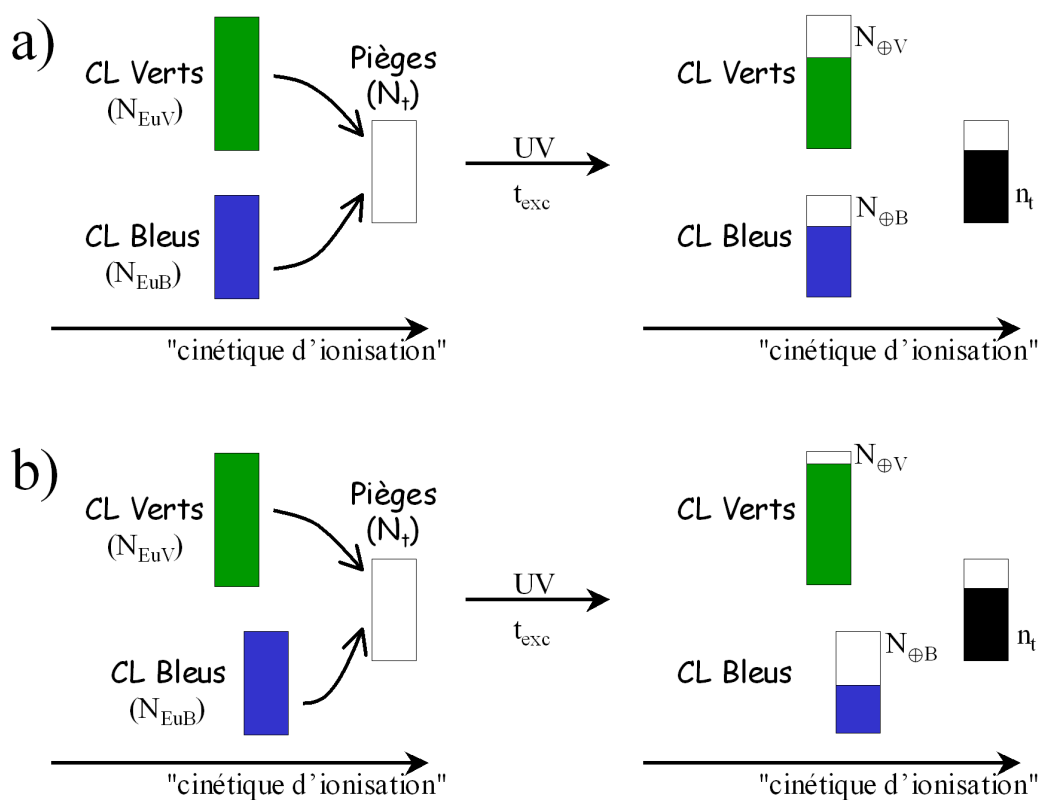 a)
CL Verts
(N_EuV)
Pièges
(N_t)
CL Bleus
(N_EuB)
"cinétique d'ionisation"
UV
t_exc
N_⊕V
CL Verts
N_⊕B
CL Bleus
n_t
"cinétique d'ionisation"
b)
CL Verts
(N_EuV)
Pièges
(N_t)
CL Bleus
(N_EuB)
"cinétique d'ionisation"
UV
t_exc
N_⊕V
CL Verts
N_⊕B
CL Bleus
n_t
"cinétique d'ionisation"